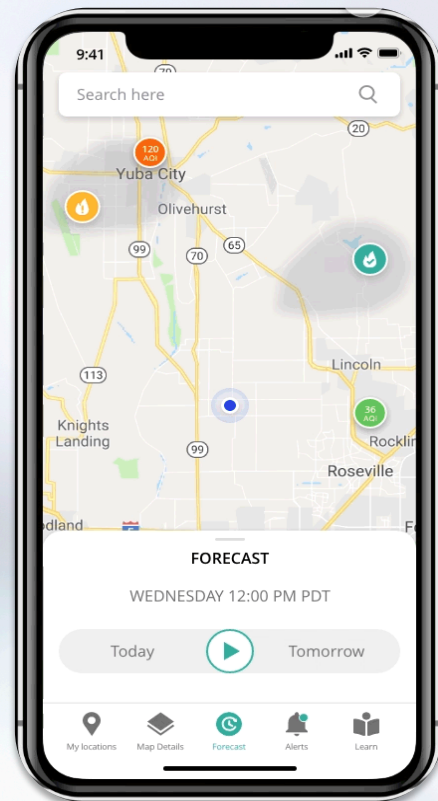 9:41
70
Search here
20
120
AQI
Yuba City
Olivehurst
65
99
70
Lincoln
113
36
AQI
Knights
Landing
99
Rocklin
Roseville
dland
5
FORECAST
WEDNESDAY 12:00 PM PDT
Today
Tomorrow
My locations
Map Details
Forecast
Alerts
Learn